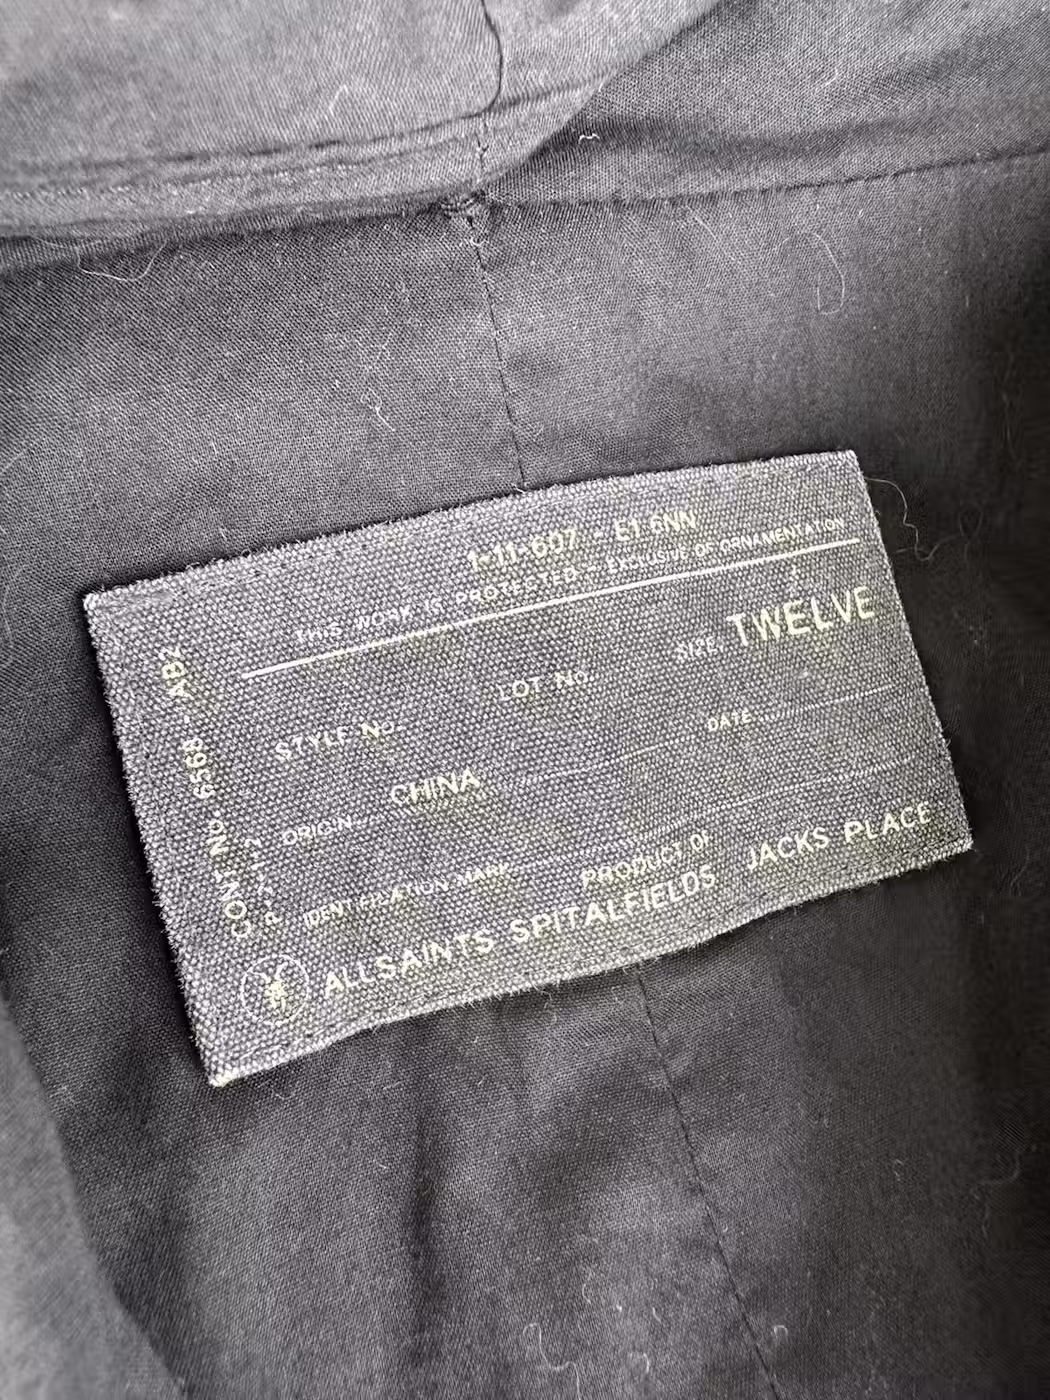 1-11-607 - E1 6NN
THIS WORK IS PROTECTED - EXCLUSIVE OF ORNAMENTATION
SIZE. TWELVE
STYLE No. LOT No.
DATE
ORIGIN CHINA
IDENTIFICATION MARK
PRODUCT OF
ALLSAINTS SPITALFIELDS JACKS PLACE
CONT No. 6568 - AB2